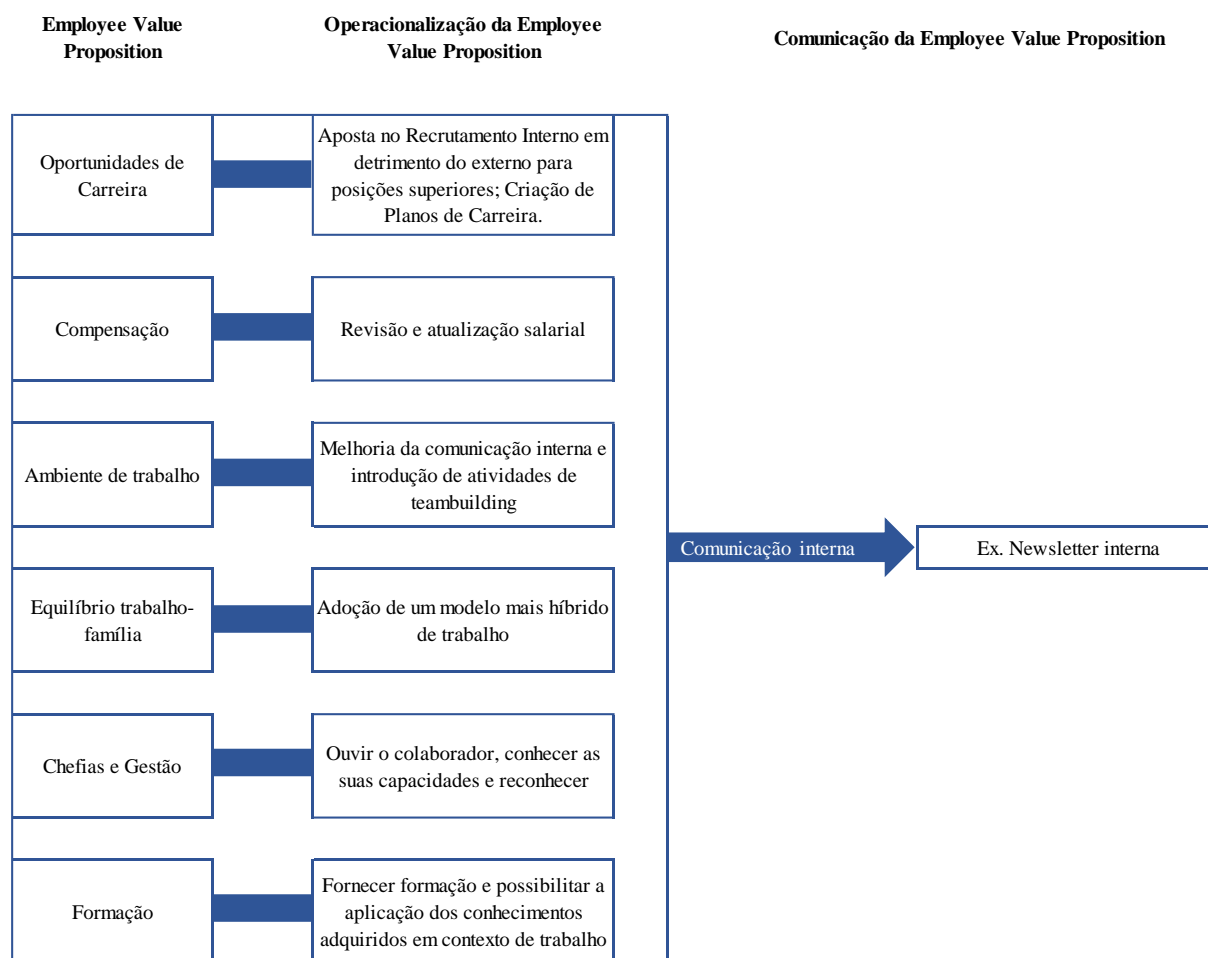 Employee Value
Proposition
Operacionalização da Employee
Value Proposition
Comunicação da Employee Value Proposition
Oportunidades de
Carreira
Aposta no Recrutamento Interno em
detrimento do externo para
posições superiores; Criação de
Planos de Carreira.
Compensação
Revisão e atualização salarial
Ambiente de trabalho
Melhoria da comunicação interna e
introdução de atividades de
teambuilding
Comunicação interna
Ex. Newsletter interna
Equilíbrio trabalho-
família
Adoção de um modelo mais híbrido
de trabalho
Chefias e Gestão
Ouvir o colaborador, conhecer as
suas capacidades e reconhecer
Formação
Fornecer formação e possibilitar a
aplicação dos conhecimentos
adquiridos em contexto de trabalho